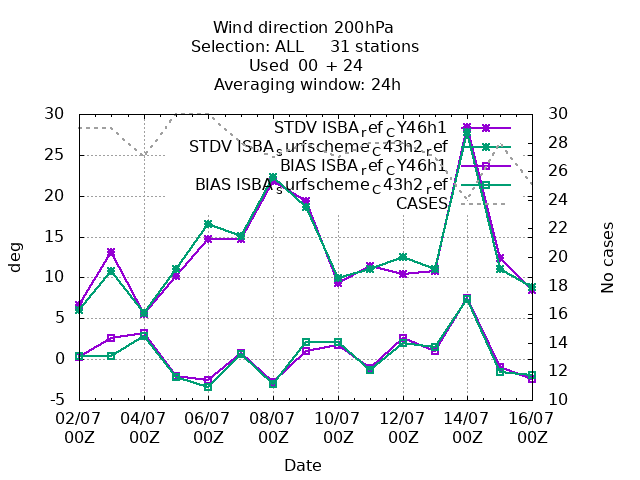 Wind direction 200hPa
Selection: ALL 31 stations
Used 00 + 24
Averaging window: 24h
30 30
STDV ISBA_ref_CY46h1
28
STDV ISBA_surfscheme_C43h2_ref
25
BIAS ISBA_ref_CY46h1
26
BIAS ISBA_surfscheme_C43h2_ref
20 24
CASES
22
15
20
deg
No cases
10
18
5
16
14
0
12
-5 10
02/07 04/07 06/07 08/07 10/07 12/07 14/07 16/07
00Z 00Z 00Z 00Z 00Z 00Z 00Z 00Z
Date